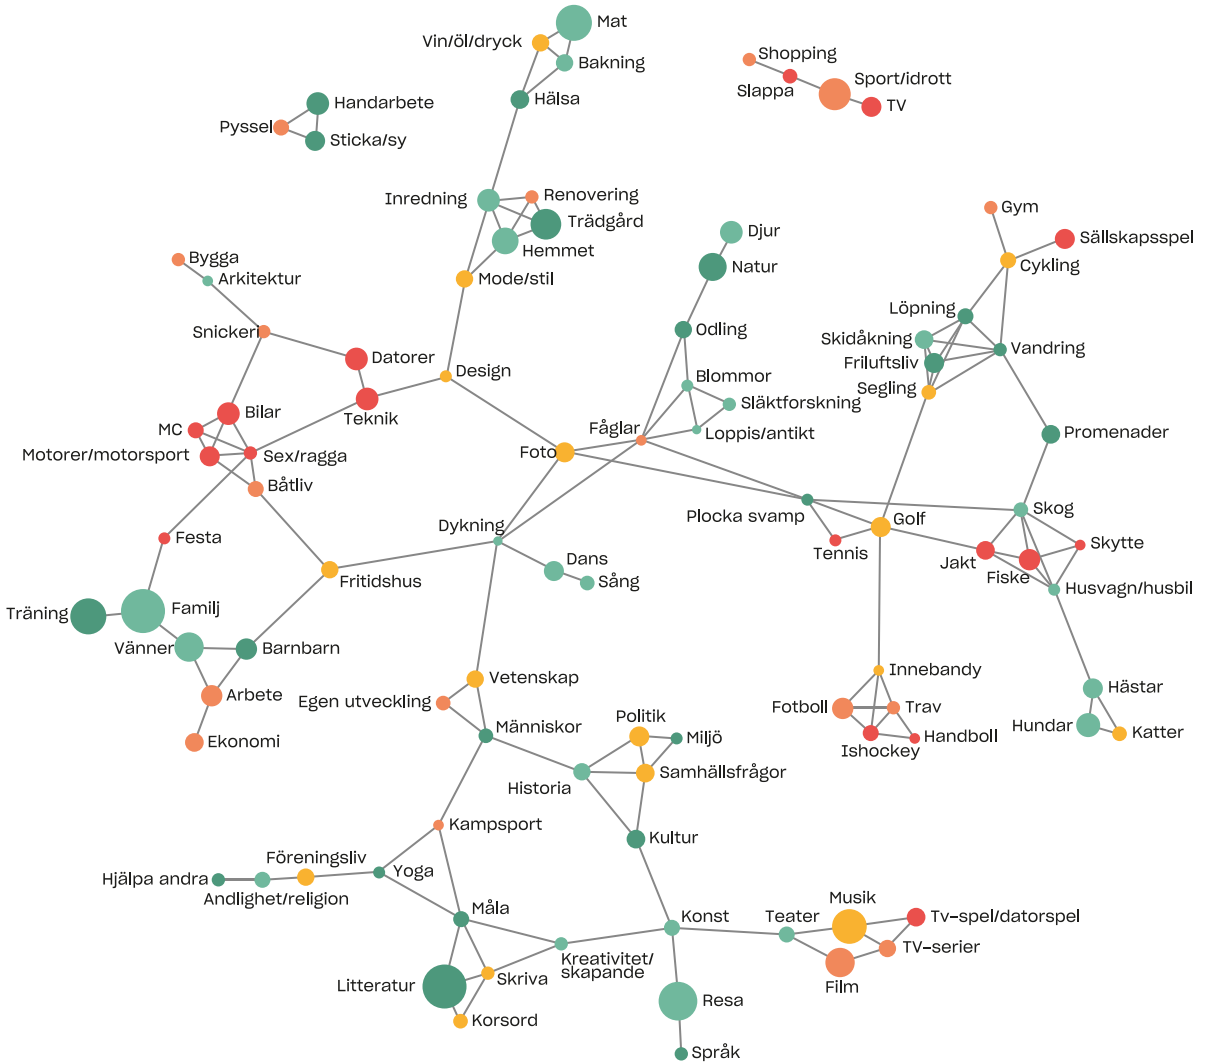 Mat
Vin/öl/dryck
Bakning
Hälsa
Shopping
Slappa
Sport/idrott
TV
Handarbete
Pyssel
Sticka/sy
Inredning
Renovering
Trädgård
Hemmet
Mode/stil
Djur
Natur
Gym
Sällskapsspel
Cykling
Bygga
Arkitektur
Snickeri
Datorer
Teknik
Design
Odling
Löpning
Skidåkning
Friluftsliv
Segling
Vandring
Blommor
Släktforskning
Loppis/antikt
Fåglar
Foto
Bilar
MC
Motorer/motorsport
Sex/ragga
Båtliv
Promenader
Skog
Plocka svamp
Golf
Tennis
Jakt
Fiske
Skytte
Husvagn/husbil
Dykning
Dans
Sång
Festa
Fritidshus
Träning
Familj
Vänner
Barnbarn
Arbete
Ekonomi
Vetenskap
Egen utveckling
Människor
Innebandy
Fotboll
Trav
Ishockey
Handboll
Hästar
Hundar
Katter
Politik
Miljö
Samhällsfrågor
Historia
Kultur
Kampsport
Föreningsliv
Hjälpa andra
Andlighet/religion
Yoga
Måla
Konst
Kreativitet/
skapande
Teater
Musik
Tv-spel/datorspel
TV-serier
Film
Litteratur
Skriva
Korsord
Resa
Språk